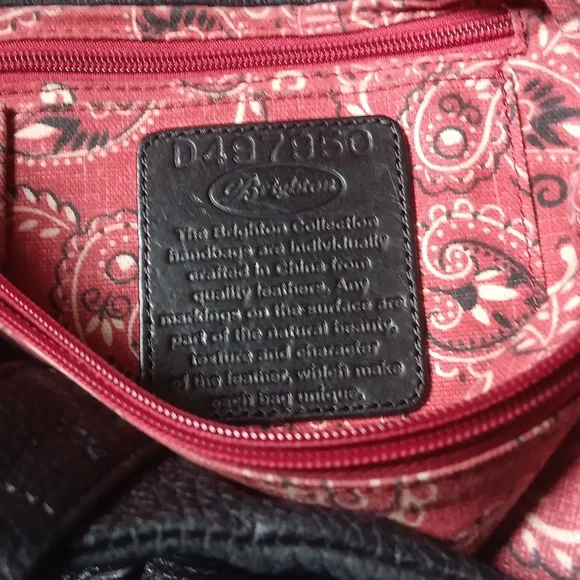 D497950
Brighton
The Brighton Collection
Handbags are individually
crafted in China from
quality leathers. Any
markings on the surface are
part of the natural beauty,
texture and character
of the leather, which make
each bag unique.